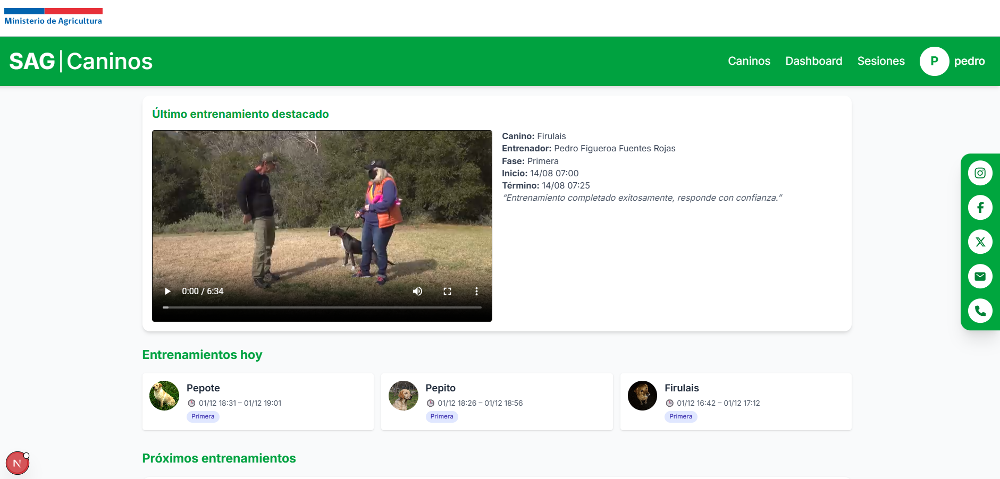 Ministerio de Agricultura
SAG|Caninos
Caninos
Dashboard
Sesiones
P
pedro
Último entrenamiento destacado
Canino: Firulais
Entrenador: Pedro Figueroa Fuentes Rojas
Fase: Primera
Inicio: 14/08 07:00
Término: 14/08 07:25
“Entrenamiento completado exitosamente, responde con confianza.”
0:00 / 6:34
Entrenamientos hoy
Pepote
01/12 18:31 – 01/12 19:01
Primera
Pepito
01/12 18:26 – 01/12 18:56
Primera
Firulais
01/12 16:42 – 01/12 17:12
Primera
Próximos entrenamientos
N